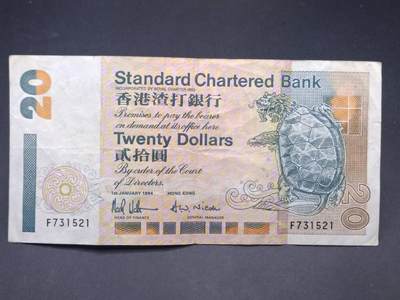 20
Standard Chartered Bank
INCORPORATED BY ROYAL CHARTER 1853
香港渣打銀行
Promises to pay the bearer
on demand at its office here
Twenty Dollars
貳拾圓
By order of the Court
of Directors.
1st JANUARY 1994 HONG KONG
HEAD OF FINANCE GENERAL MANAGER
F731521
F731521
20